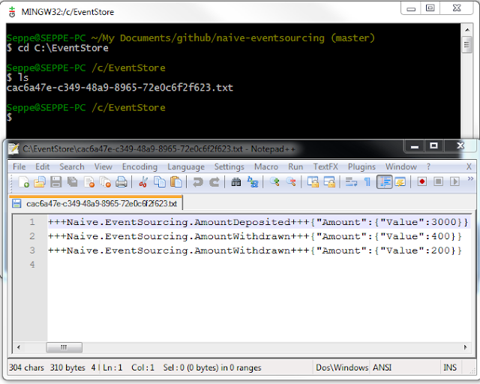 MINGW32:/c/EventStore
Seppe@SEPPE-PC ~/My Documents/github/naive-eventsourcing (master)
$ cd C:\EventStore
Seppe@SEPPE-PC /c/EventStore
$ ls
cac6a47e-c349-48a9-8965-72e0c6f2f623.txt
Seppe@SEPPE-PC /c/EventStore
$
C:\EventStore\cac6a47e-c349-48a9-8965-72e0c6f2f623.txt - Notepad++
File Edit Search View Encoding Language Settings Macro Run TextFX Plugins Window ? X
cac6a47e-c349-48a9-8965-72e0c6f2f623.txt
1 +++Naive.EventSourcing.AmountDeposited+++{"Amount":{"Value":3000}}
2 +++Naive.EventSourcing.AmountWithdrawn+++{"Amount":{"Value":400}}
3 +++Naive.EventSourcing.AmountWithdrawn+++{"Amount":{"Value":200}}
4
304 chars 310 bytes 4 l Ln : 1 Col : 1 Sel : 0 (0 bytes) in 0 ranges Dos\Windows ANSI INS